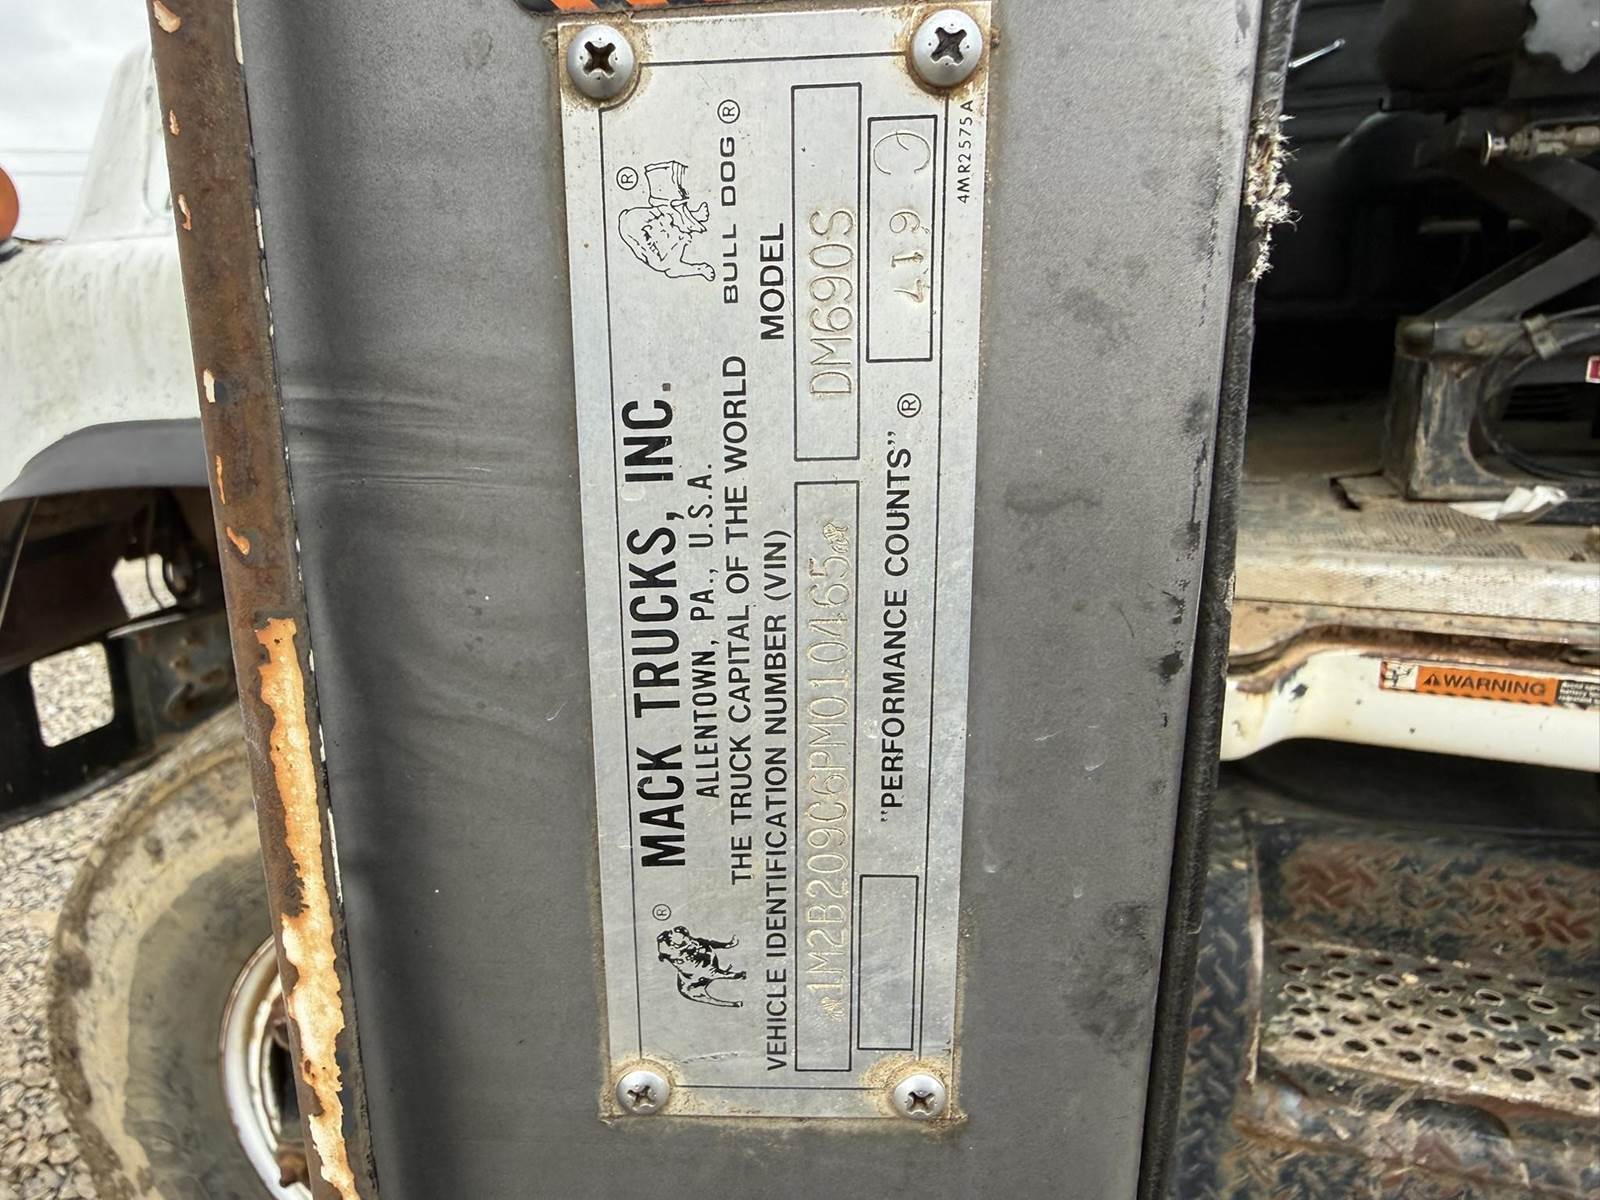 ®
MACK TRUCKS, INC. ®
ALLENTOWN, PA., U.S.A.
THE TRUCK CAPITAL OF THE WORLD BULL DOG ®
VEHICLE IDENTIFICATION NUMBER (VIN) MODEL
1M2B209C6PM010465 DM690S
"PERFORMANCE COUNTS" ®
4MR2575A
WARNING